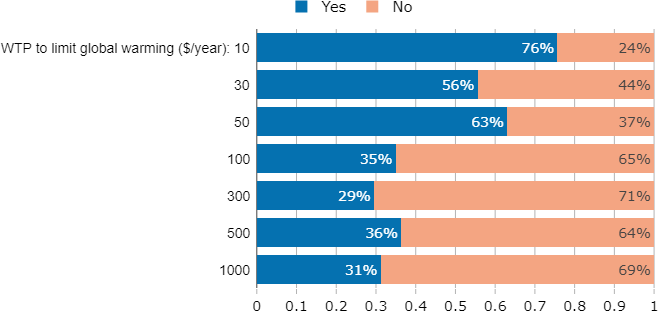 Yes No
WTP to limit global warming ($/year): 10 76% 24%
30 56% 44%
50 63% 37%
100 35% 65%
300 29% 71%
500 36% 64%
1000 31% 69%
0 0.1 0.2 0.3 0.4 0.5 0.6 0.7 0.8 0.9 1